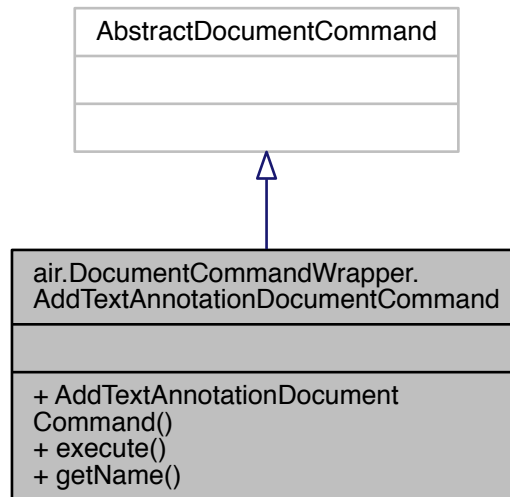 AbstractDocumentCommand
air.DocumentCommandWrapper.
AddTextAnnotationDocumentCommand
+ AddTextAnnotationDocument
Command()
+ execute()
+ getName()